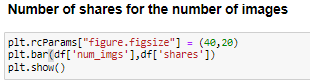 Number of shares for the number of images
plt.rcParams["figure.figsize"] = (40,20)
plt.bar(df['num_imgs'],df['shares'])
plt.show()